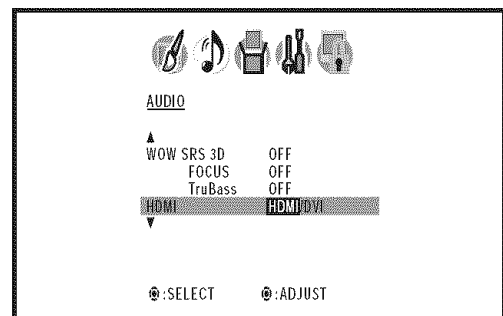 AUDIO
▲
WOW SRS 3D OFF
FOCUS OFF
TruBass OFF
HDMI HDMI/DVI
▼
:SELECT :ADJUST